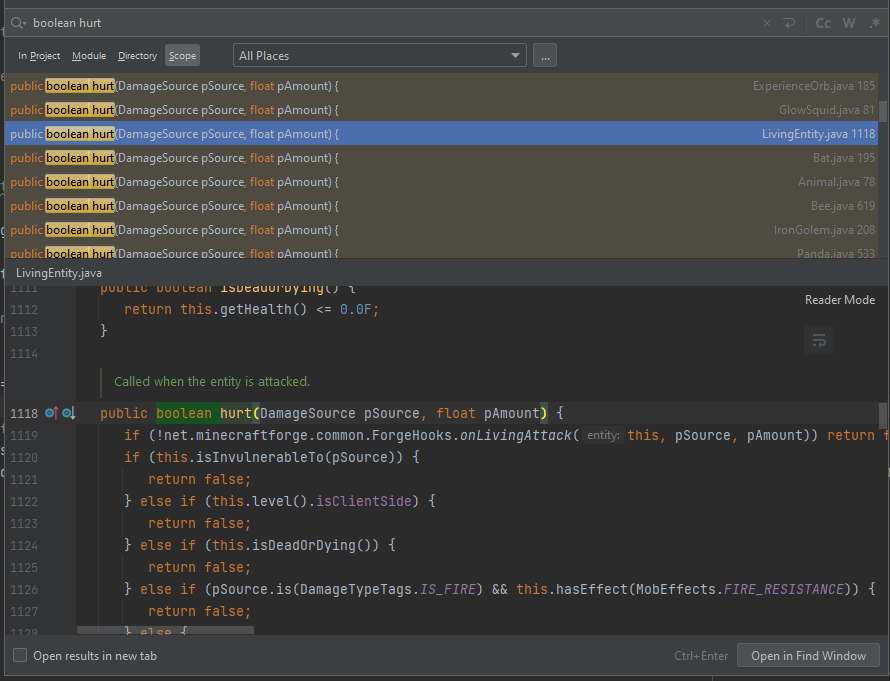 boolean hurt
Cc W .*
In Project Module Directory Scope All Places ...
public boolean hurt(DamageSource pSource, float pAmount) { ExperienceOrb.java 185
public boolean hurt(DamageSource pSource, float pAmount) { GlowSquid.java 81
public boolean hurt(DamageSource pSource, float pAmount) { LivingEntity.java 1118
public boolean hurt(DamageSource pSource, float pAmount) { Bat.java 195
public boolean hurt(DamageSource pSource, float pAmount) { Animal.java 78
public boolean hurt(DamageSource pSource, float pAmount) { Bee.java 619
public boolean hurt(DamageSource pSource, float pAmount) { IronGolem.java 208
public boolean hurt(DamageSource pSource, float pAmount) { Panda.java 533
LivingEntity.java
1111 public boolean isDeadOrDying() {
Reader Mode
1112 return this.getHealth() <= 0.0F;
1113 }
1114
Called when the entity is attacked.
1118 public boolean hurt(DamageSource pSource, float pAmount) {
1119 if (!net.minecraftforge.common.ForgeHooks.onLivingAttack( entity: this, pSource, pAmount)) return f
1120 if (this.isInvulnerableTo(pSource)) {
1121 return false;
1122 } else if (this.level().isClientSide) {
1123 return false;
1124 } else if (this.isDeadOrDying()) {
1125 return false;
1126 } else if (pSource.is(DamageTypeTags.IS_FIRE) && this.hasEffect(MobEffects.FIRE_RESISTANCE)) {
1127 return false;
1128 } else {
Open results in new tab
Ctrl+Enter Open in Find Window